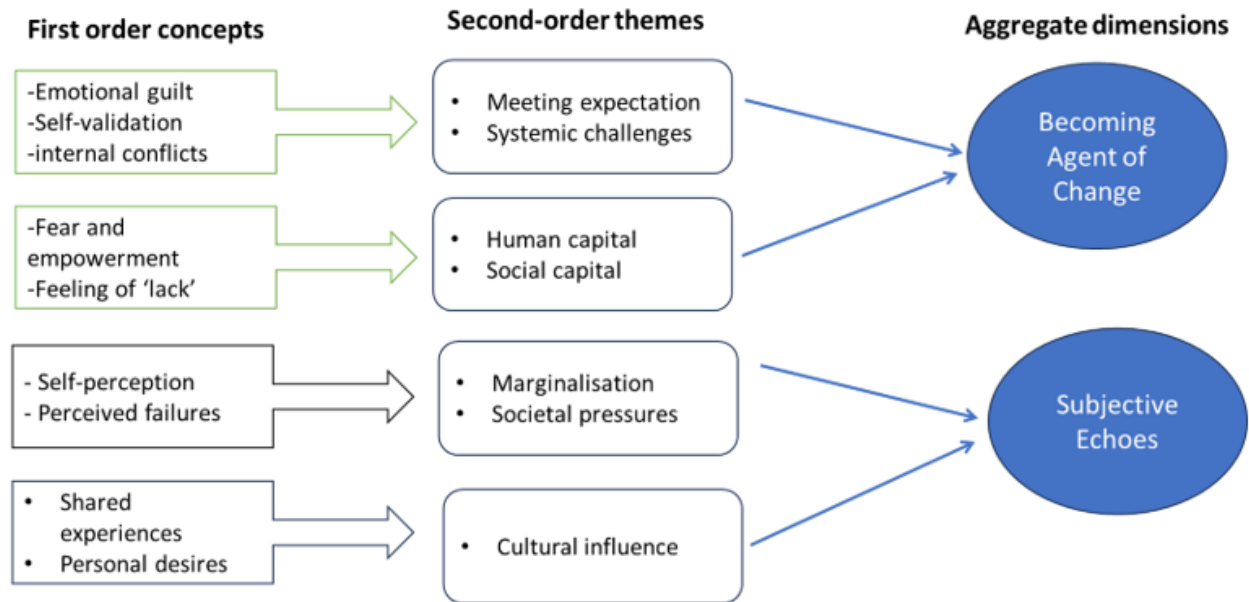 First order concepts
Second-order themes
Aggregate dimensions
-Emotional guilt
-Self-validation
-internal conflicts
• Meeting expectation
• Systemic challenges
Becoming
Agent of
Change
-Fear and
empowerment
-Feeling of ‘lack’
• Human capital
• Social capital
- Self-perception
- Perceived failures
• Marginalisation
• Societal pressures
Subjective
Echoes
• Shared
experiences
• Personal desires
• Cultural influence